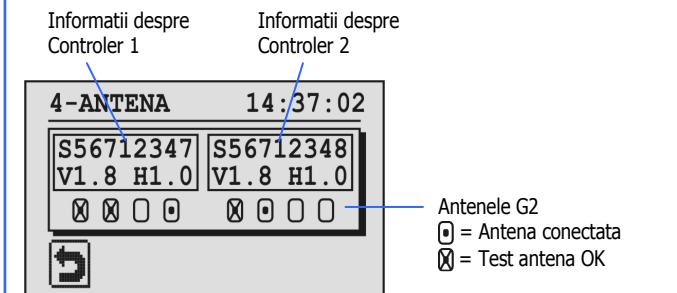 Informatii despre
Controler 1
Informatii despre
Controler 2
4-ANTENA 14:37:02
S56712347 S56712348
V1.8 H1.0 V1.8 H1.0
Antenele G2
= Antena conectata
= Test antena OK